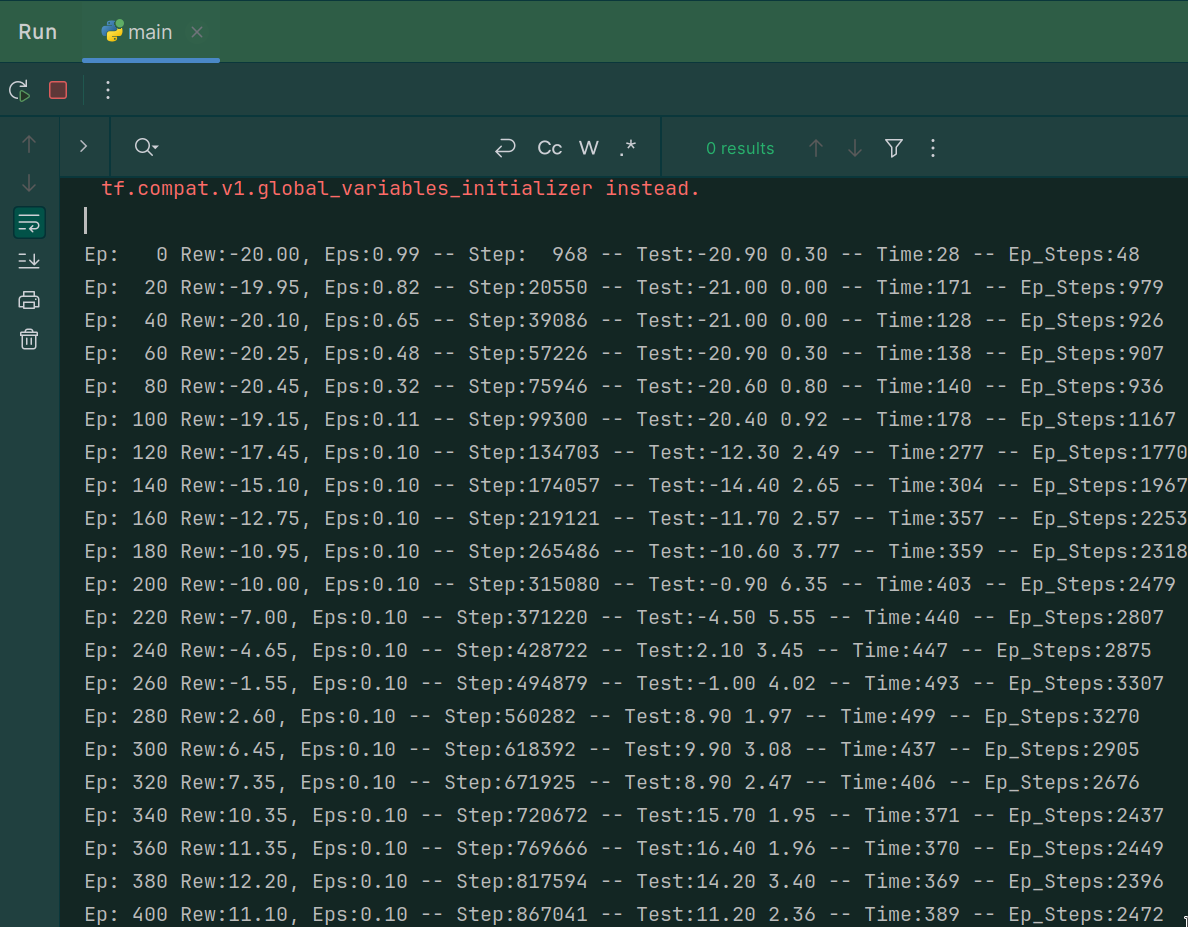 Run main
Cc W .* 0 results
tf.compat.v1.global_variables_initializer instead.
Ep:   0 Rew:-20.00, Eps:0.99 -- Step:  968 -- Test:-20.90 0.30 -- Time:28 -- Ep_Steps:48
Ep:  20 Rew:-19.95, Eps:0.82 -- Step:20550 -- Test:-21.00 0.00 -- Time:171 -- Ep_Steps:979
Ep:  40 Rew:-20.10, Eps:0.65 -- Step:39086 -- Test:-21.00 0.00 -- Time:128 -- Ep_Steps:926
Ep:  60 Rew:-20.25, Eps:0.48 -- Step:57226 -- Test:-20.90 0.30 -- Time:138 -- Ep_Steps:907
Ep:  80 Rew:-20.45, Eps:0.32 -- Step:75946 -- Test:-20.60 0.80 -- Time:140 -- Ep_Steps:936
Ep: 100 Rew:-19.15, Eps:0.11 -- Step:99300 -- Test:-20.40 0.92 -- Time:178 -- Ep_Steps:1167
Ep: 120 Rew:-17.45, Eps:0.10 -- Step:134703 -- Test:-12.30 2.49 -- Time:277 -- Ep_Steps:1770
Ep: 140 Rew:-15.10, Eps:0.10 -- Step:174057 -- Test:-14.40 2.65 -- Time:304 -- Ep_Steps:1967
Ep: 160 Rew:-12.75, Eps:0.10 -- Step:219121 -- Test:-11.70 2.57 -- Time:357 -- Ep_Steps:2253
Ep: 180 Rew:-10.95, Eps:0.10 -- Step:265486 -- Test:-10.60 3.77 -- Time:359 -- Ep_Steps:2318
Ep: 200 Rew:-10.00, Eps:0.10 -- Step:315080 -- Test:-0.90 6.35 -- Time:403 -- Ep_Steps:2479
Ep: 220 Rew:-7.00, Eps:0.10 -- Step:371220 -- Test:-4.50 5.55 -- Time:440 -- Ep_Steps:2807
Ep: 240 Rew:-4.65, Eps:0.10 -- Step:428722 -- Test:2.10 3.45 -- Time:447 -- Ep_Steps:2875
Ep: 260 Rew:-1.55, Eps:0.10 -- Step:494879 -- Test:-1.00 4.02 -- Time:493 -- Ep_Steps:3307
Ep: 280 Rew:2.60, Eps:0.10 -- Step:560282 -- Test:8.90 1.97 -- Time:499 -- Ep_Steps:3270
Ep: 300 Rew:6.45, Eps:0.10 -- Step:618392 -- Test:9.90 3.08 -- Time:437 -- Ep_Steps:2905
Ep: 320 Rew:7.35, Eps:0.10 -- Step:671925 -- Test:8.90 2.47 -- Time:406 -- Ep_Steps:2676
Ep: 340 Rew:10.35, Eps:0.10 -- Step:720672 -- Test:15.70 1.95 -- Time:371 -- Ep_Steps:2437
Ep: 360 Rew:11.35, Eps:0.10 -- Step:769666 -- Test:16.40 1.96 -- Time:370 -- Ep_Steps:2449
Ep: 380 Rew:12.20, Eps:0.10 -- Step:817594 -- Test:14.20 3.40 -- Time:369 -- Ep_Steps:2396
Ep: 400 Rew:11.10, Eps:0.10 -- Step:867041 -- Test:11.20 2.36 -- Time:389 -- Ep_Steps:2472